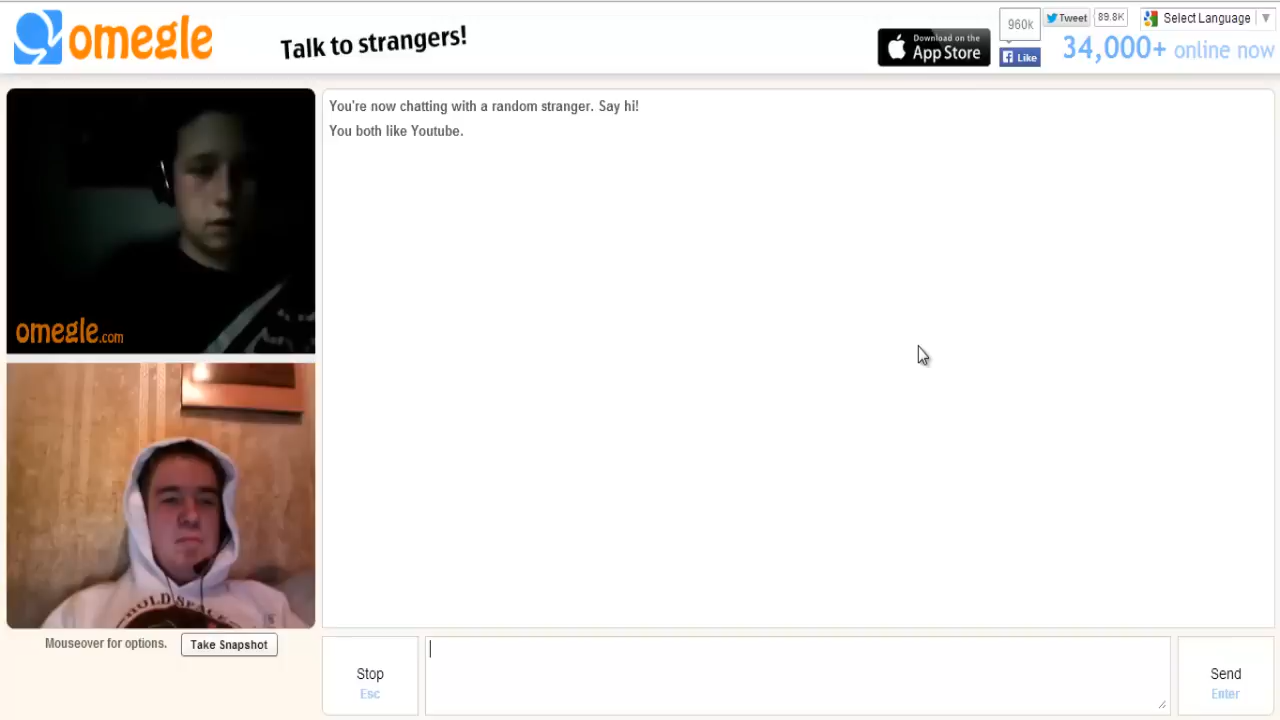 omegle
Talk to strangers!
Download on the
App Store
960k
Like
Tweet
89.8K
Select Language
34,000+ online now
omegle.com
You're now chatting with a random stranger. Say hi!
You both like Youtube.
OLD SPACE
Mouseover for options.
Take Snapshot
Stop
Esc
Send
Enter